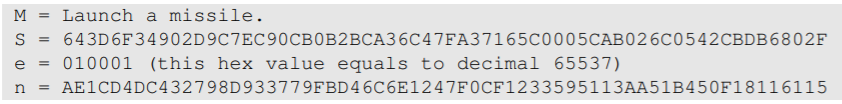 M = Launch a missile.
S = 643D6F34902D9C7EC90CB0B2BCA36C47FA37165C0005CAB026C0542CBDB6802F
e = 010001 (this hex value equals to decimal 65537)
n = AE1CD4DC432798D933779FBD46C6E1247F0CF1233595113AA51B450F18116115